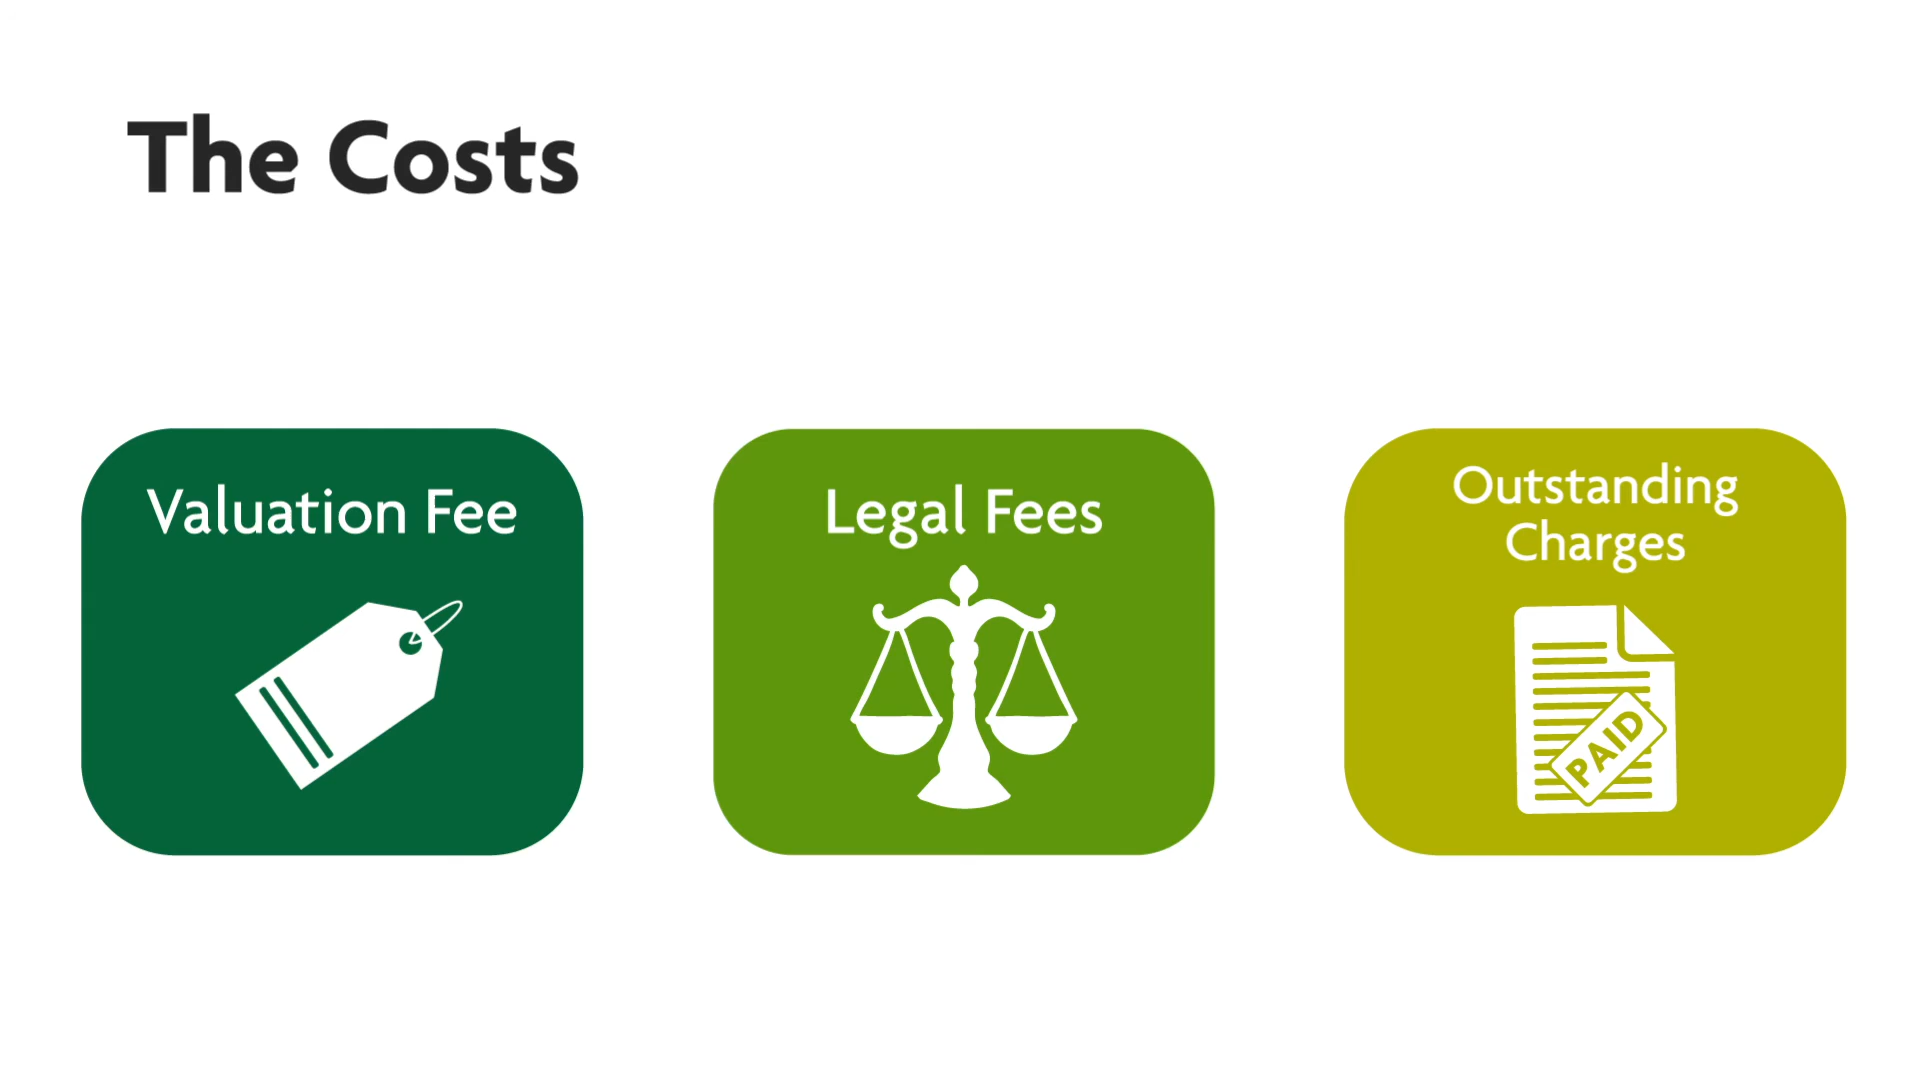 The Costs
Valuation Fee
Legal Fees
Outstanding
Charges
PAID